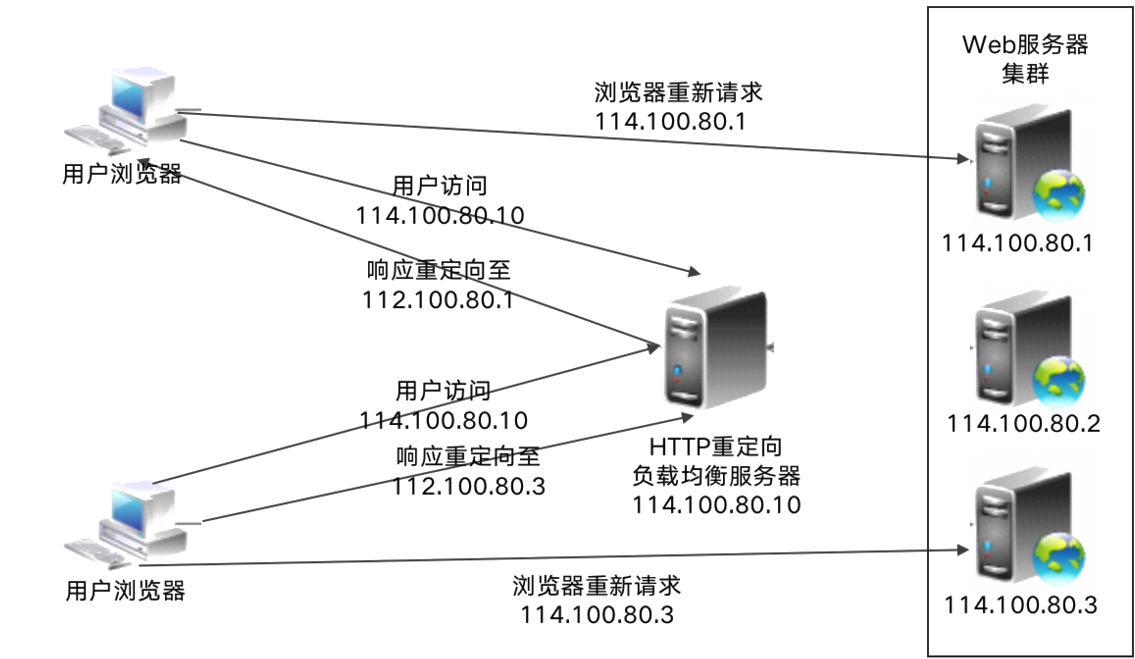 Web服务器
集群
浏览器重新请求
114.100.80.1
用户浏览器
用户访问
114.100.80.10
114.100.80.1
响应重定向至
112.100.80.1
用户访问
114.100.80.10
114.100.80.2
HTTP重定向
负载均衡服务器
114.100.80.10
响应重定向至
112.100.80.3
用户浏览器
浏览器重新请求
114.100.80.3
114.100.80.3